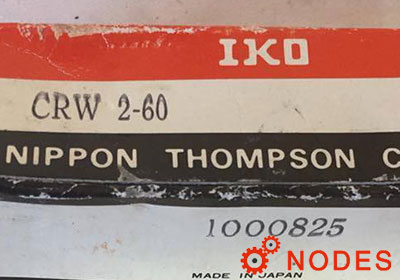 IKO
CRW 2-60
NIPPON THOMPSON C
1000825
NODES
MADE IN JAPAN